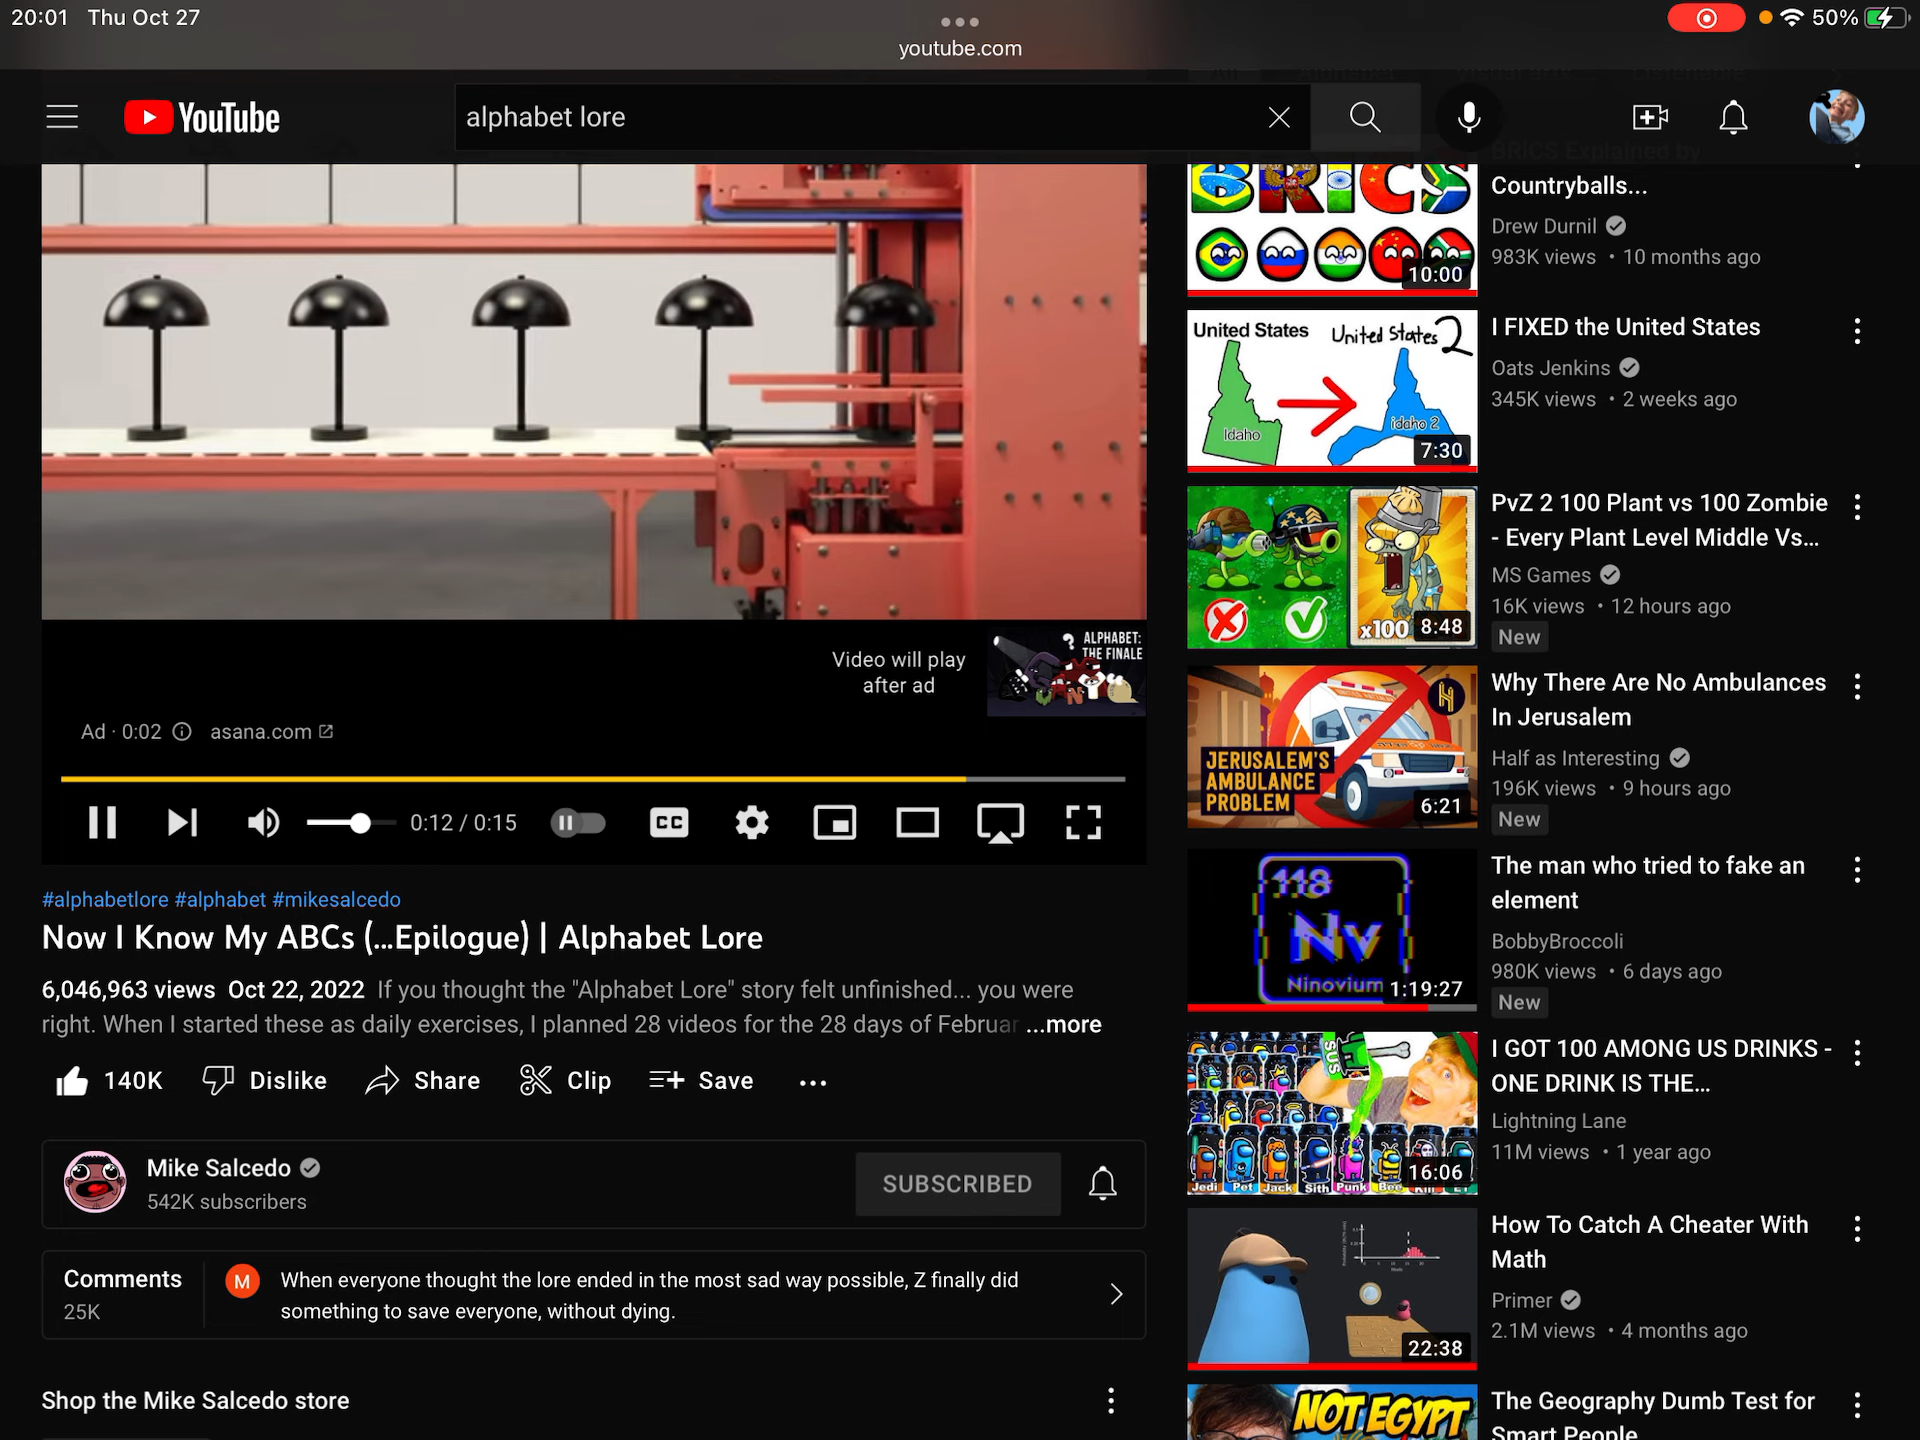 20:01 Thu Oct 27
50%
youtube.com
YouTube
alphabet lore
BRICS Explained by
Countryballs...
Drew Durnil
983K views • 10 months ago
BRICS
10:00
United States
United States 2
Idaho
idaho 2
7:30
I FIXED the United States
Oats Jenkins
345K views • 2 weeks ago
x100
8:48
PvZ 2 100 Plant vs 100 Zombie
- Every Plant Level Middle Vs...
MS Games
16K views • 12 hours ago
New
JERUSALEM'S
AMBULANCE
PROBLEM
6:21
Why There Are No Ambulances
In Jerusalem
Half as Interesting
196K views • 9 hours ago
New
118
Nv
Ninovium
1:19:27
The man who tried to fake an
element
BobbyBroccoli
980K views • 6 days ago
New
SUS
Jedi Pet Jack Sith Punk Bee
16:06
I GOT 100 AMONG US DRINKS -
ONE DRINK IS THE...
Lightning Lane
11M views • 1 year ago
22:38
How To Catch A Cheater With
Math
Primer
2.1M views • 4 months ago
NOT EGYPT
The Geography Dumb Test for
Smart People
Video will play
after ad
ALPHABET:
THE FINALE
Ad · 0:02 asana.com
0:12 / 0:15
CC
#alphabetlore #alphabet #mikesalcedo
Now I Know My ABCs (...Epilogue) | Alphabet Lore
6,046,963 views Oct 22, 2022 If you thought the "Alphabet Lore" story felt unfinished... you were
right. When I started these as daily exercises, I planned 28 videos for the 28 days of Februar ...more
140K Dislike Share Clip Save
Mike Salcedo
542K subscribers
SUBSCRIBED
Comments
25K
M
When everyone thought the lore ended in the most sad way possible, Z finally did
something to save everyone, without dying.
Shop the Mike Salcedo store